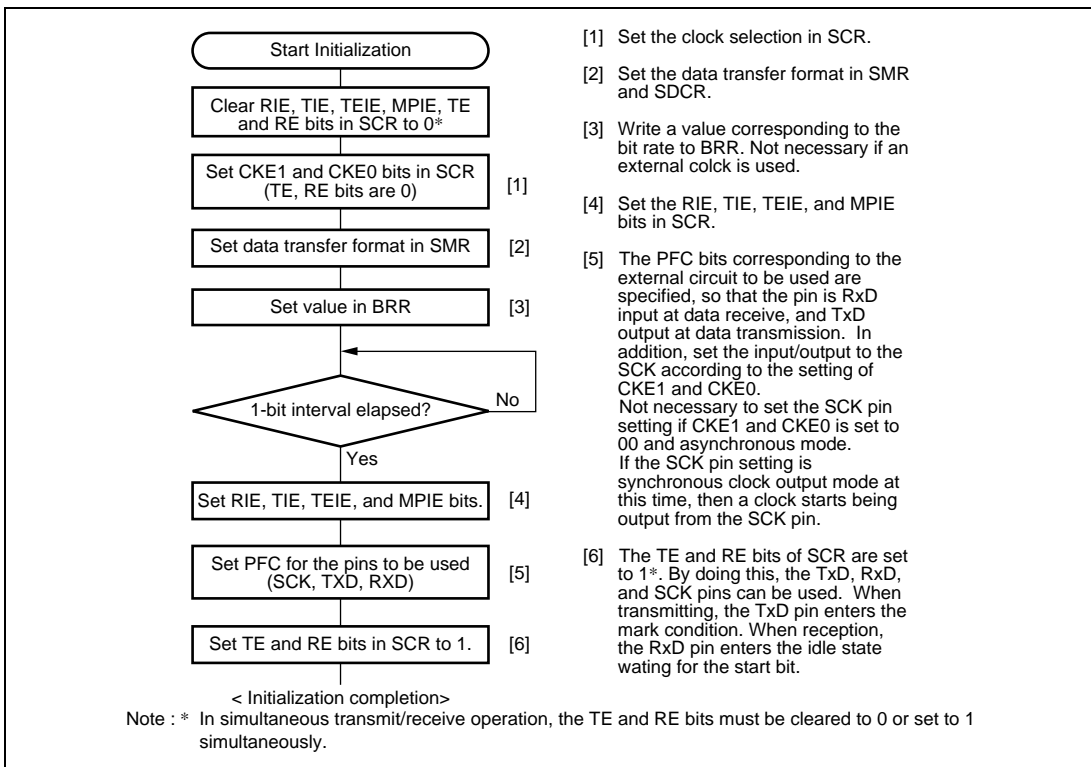 Start Initialization
Clear RIE, TIE, TEIE, MPIE, TE
and RE bits in SCR to 0*
Set CKE1 and CKE0 bits in SCR
(TE, RE bits are 0)
[1]
Set data transfer format in SMR
[2]
Set value in BRR
[3]
1-bit interval elapsed?
No
Yes
Set RIE, TIE, TEIE, and MPIE bits.
[4]
Set PFC for the pins to be used
(SCK, TXD, RXD)
[5]
Set TE and RE bits in SCR to 1.
[6]
< Initialization completion>
[1] Set the clock selection in SCR.
[2] Set the data transfer format in SMR
and SDCR.
[3] Write a value corresponding to the
bit rate to BRR. Not necessary if an
external colck is used.
[4] Set the RIE, TIE, TEIE, and MPIE
bits in SCR.
[5] The PFC bits corresponding to the
external circuit to be used are
specified, so that the pin is RxD
input at data receive, and TxD
output at data transmission. In
addition, set the input/output to the
SCK according to the setting of
CKE1 and CKE0.
Not necessary to set the SCK pin
setting if CKE1 and CKE0 is set to
00 and asynchronous mode.
If the SCK pin setting is
synchronous clock output mode at
this time, then a clock starts being
output from the SCK pin.
[6] The TE and RE bits of SCR are set
to 1*. By doing this, the TxD, RxD,
and SCK pins can be used. When
transmitting, the TxD pin enters the
mark condition. When reception,
the RxD pin enters the idle state
wating for the start bit.
Note : * In simultaneous transmit/receive operation, the TE and RE bits must be cleared to 0 or set to 1
simultaneously.